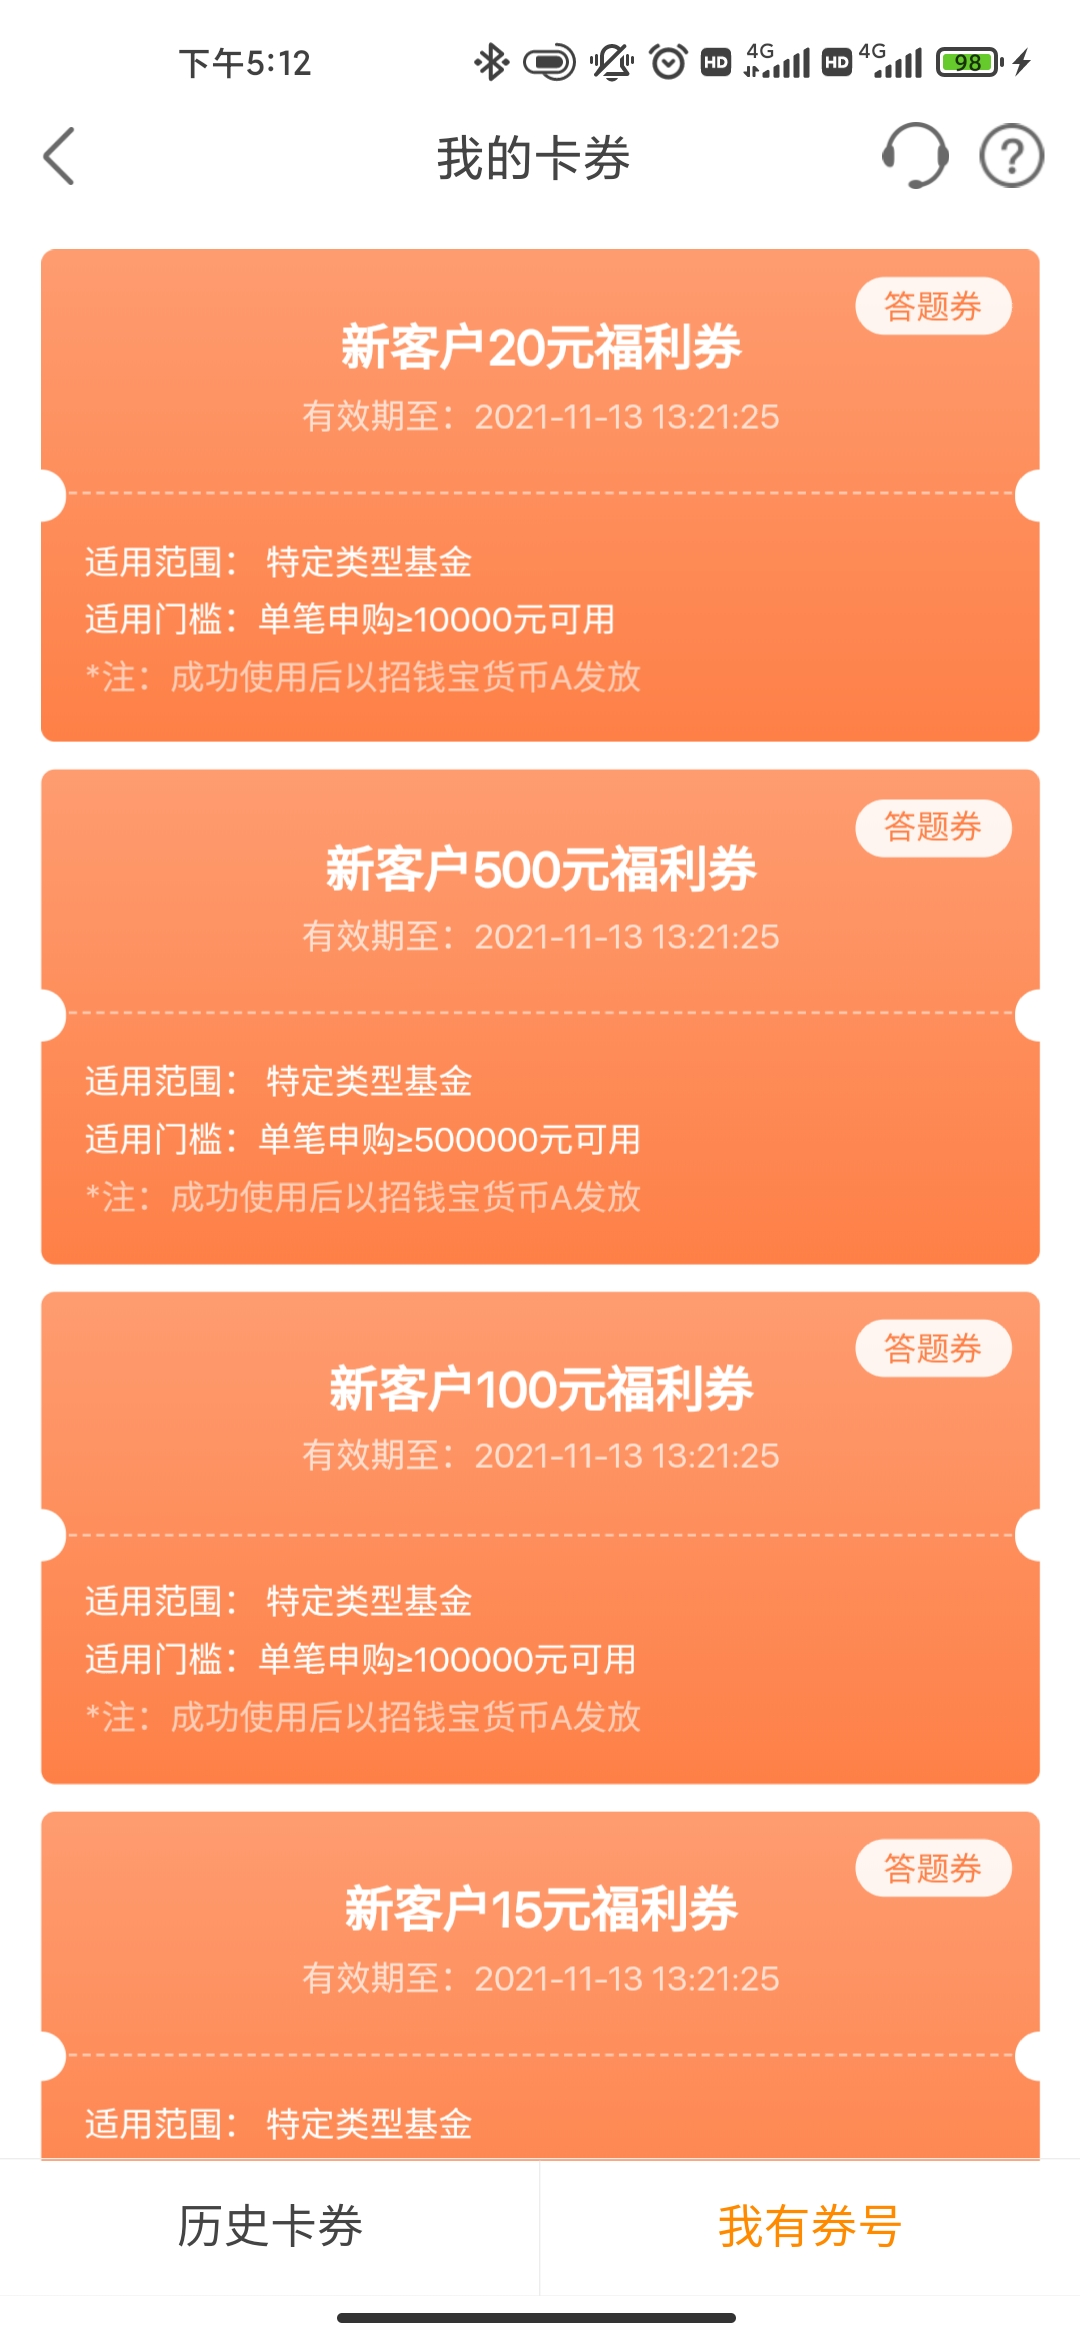 下午5:12
HD 4G HD 4G 98
我的卡券
?
答题券
新客户20元福利券
有效期至：2021-11-13 13:21:25
适用范围： 特定类型基金
适用门槛：单笔申购≥10000元可用
*注：成功使用后以招钱宝货币A发放
答题券
新客户500元福利券
有效期至：2021-11-13 13:21:25
适用范围： 特定类型基金
适用门槛：单笔申购≥500000元可用
*注：成功使用后以招钱宝货币A发放
答题券
新客户100元福利券
有效期至：2021-11-13 13:21:25
适用范围： 特定类型基金
适用门槛：单笔申购≥100000元可用
*注：成功使用后以招钱宝货币A发放
答题券
新客户15元福利券
有效期至：2021-11-13 13:21:25
适用范围： 特定类型基金
历史卡券
我有券号